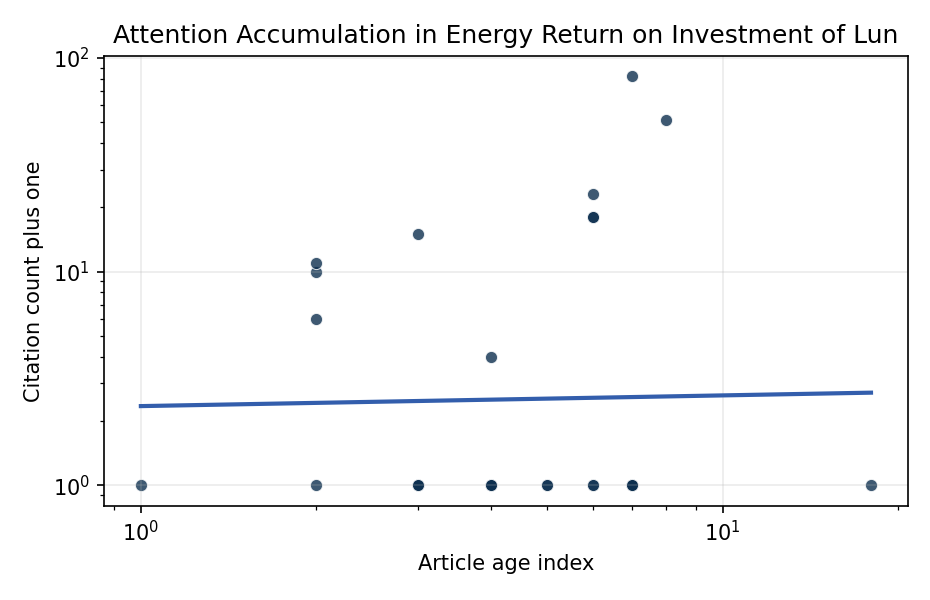 Attention Accumulation in Energy Return on Investment of Lun
Citation count plus one
10²
10¹
10⁰
10⁰
10¹
Article age index